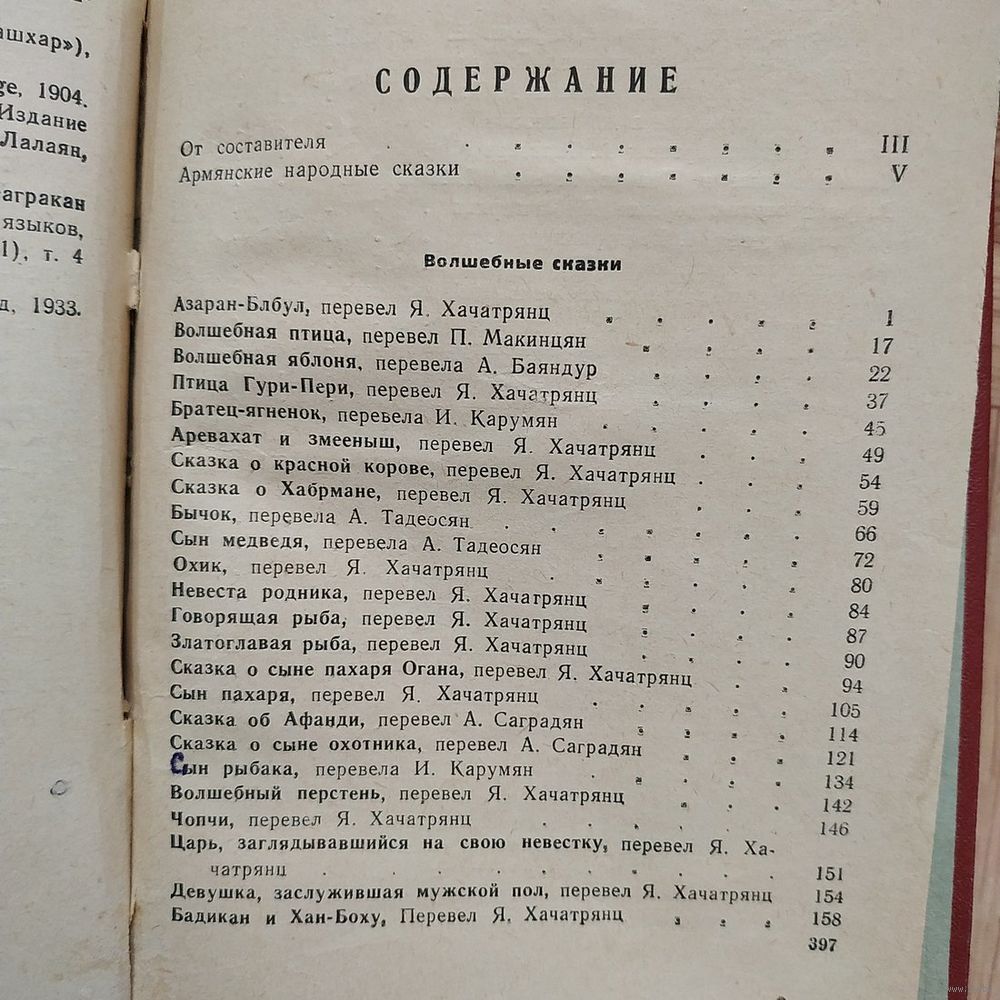 ашхар»),
ge, 1904.
Издание
Лалаян,
агракан
языков,
1), т. 4
д, 1933.
СОДЕРЖАНИЕ
От составителя III
Армянские народные сказки V
Волшебные сказки
Азаран-Блбул, перевел Я. Хачатрянц 1
Волшебная птица, перевел П. Макинцян 17
Волшебная яблоня, перевела А. Баяндур 22
Птица Гури-Пери, перевел Я. Хачатрянц 37
Братец-ягненок, перевела И. Карумян 45
Аревахат и змееныш, перевел Я. Хачатрянц 49
Сказка о красной корове, перевел Я. Хачатрянц 54
Сказка о Хабрмане, перевел Я. Хачатрянц 59
Бычок, перевела А. Тадеосян 66
Сын медведя, перевела А. Тадеосян 72
Охик, перевел Я. Хачатрянц 80
Невеста родника, перевел Я. Хачатрянц 84
Говорящая рыба, перевел Я. Хачатрянц 87
Златоглавая рыба, перевел Я. Хачатрянц 90
Сказка о сыне пахаря Огана, перевел Я. Хачатрянц 94
Сын пахаря, перевел Я. Хачатрянц 105
Сказка об Афанди, перевел А. Саградян 114
Сказка о сыне охотника, перевел А. Саградян 121
Сын рыбака, перевела И. Карумян 134
Волшебный перстень, перевел Я. Хачатрянц 142
Чопчи, перевел Я. Хачатрянц 146
Царь, заглядывавшийся на свою невестку, перевел Я. Ха-
чатрянц 151
Девушка, заслужившая мужской пол, перевел Я. Хачатрянц 154
Бадикан и Хан-Боху, Перевел Я. Хачатрянц 158
397